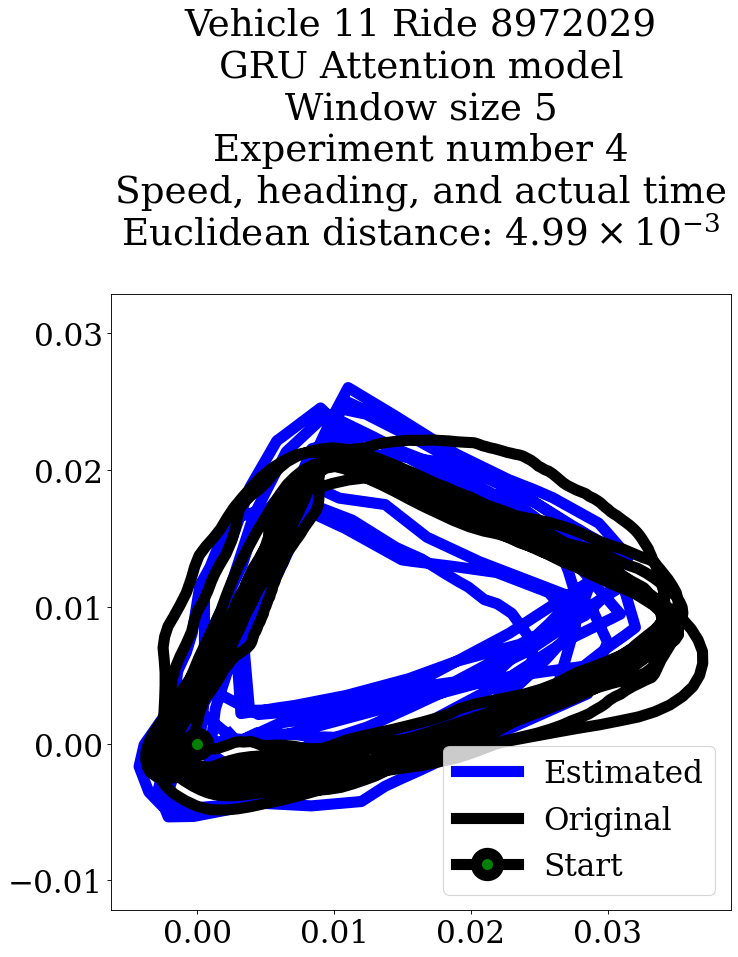 Vehicle 11 Ride 8972029
GRU Attention model
Window size 5
Experiment number 4
Speed, heading, and actual time
Euclidean distance: 4.99 × 10⁻³
0.03
0.02
0.01
0.00
−0.01
Estimated
Original
Start
0.00 0.01 0.02 0.03